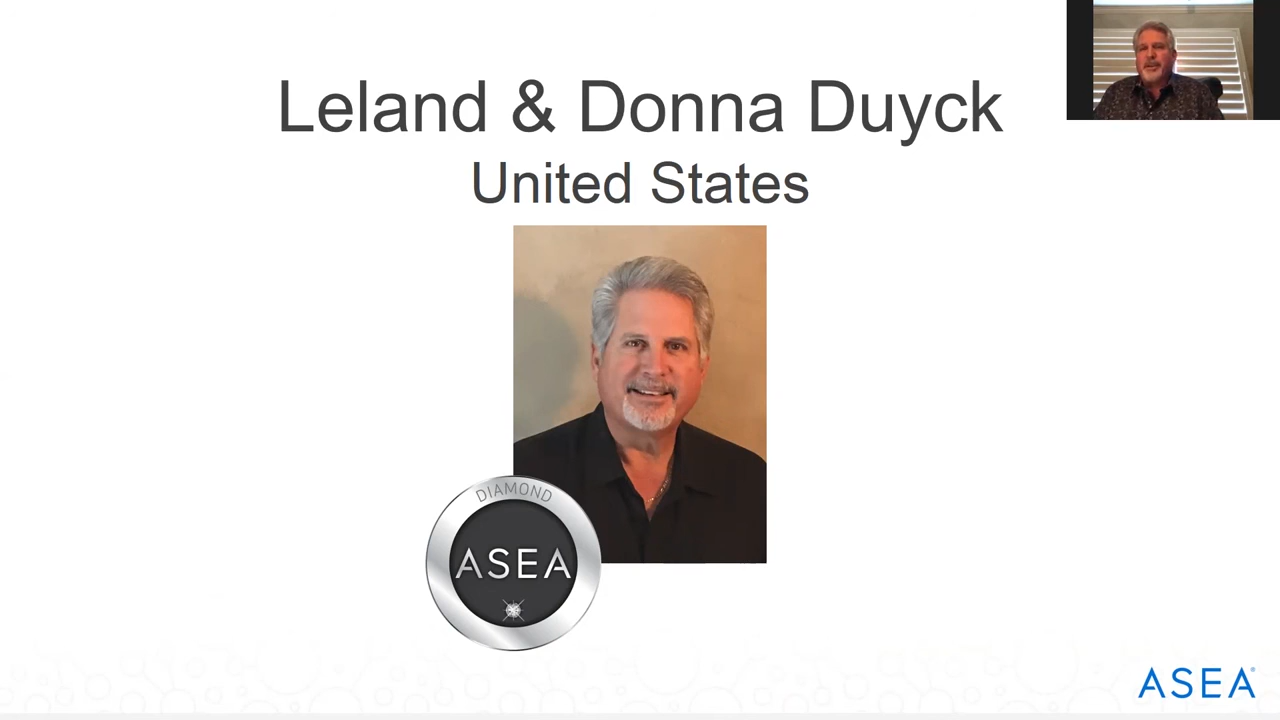 Leland & Donna Duyck
United States
DIAMOND
ASEA
ASEA®